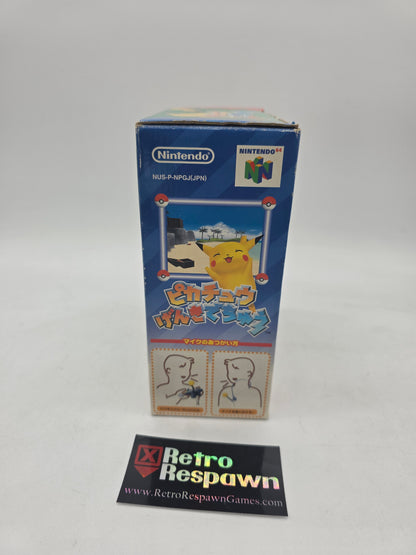 Nintendo
NUS-P-NPGJ(JPN)
NINTENDO 64
N
ピカチュウ
げんきでちゅう
マイクのあつかい方
Retro
Respawn
www.RetroRespawnGames.com